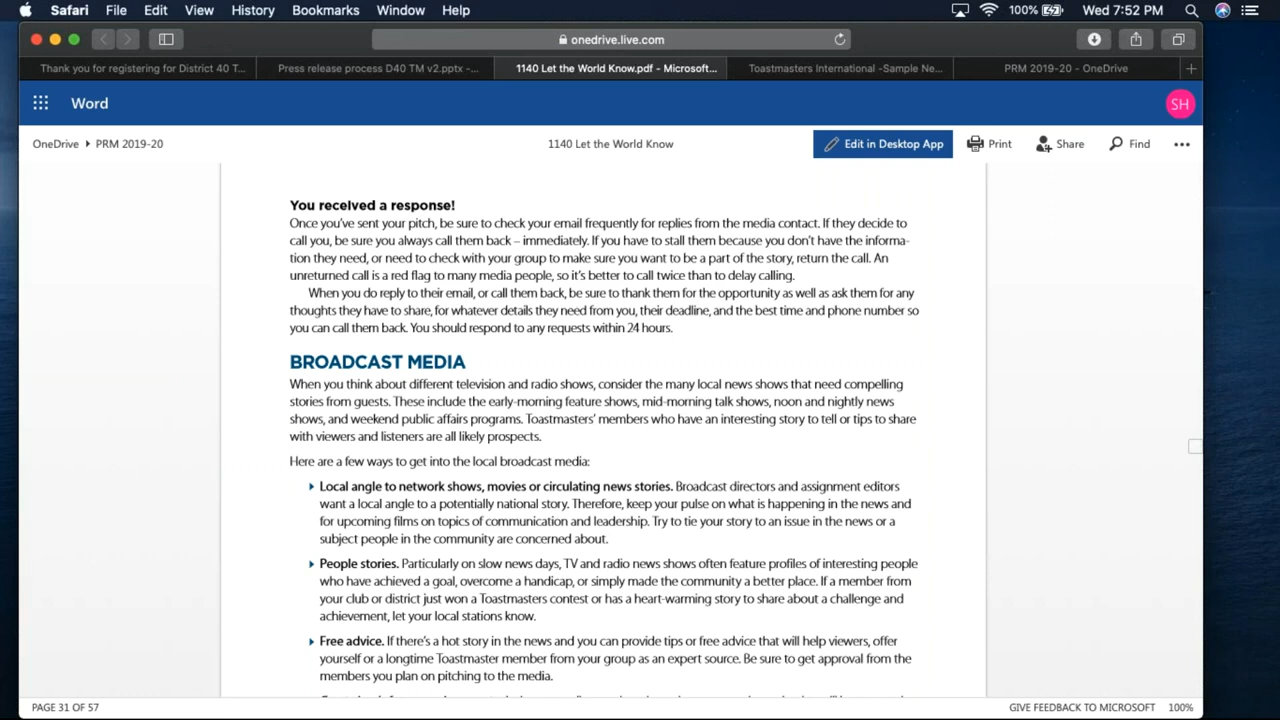 Safari File Edit View History Bookmarks Window Help 100% Wed 7:52 PM
onedrive.live.com
Thank you for registering for District 40 T... Press release process D40 TM v2.pptx -... 1140 Let the World Know.pdf - Microsoft... Toastmasters International -Sample Ne... PRM 2019-20 - OneDrive
Word SH
OneDrive PRM 2019-20 1140 Let the World Know Edit in Desktop App Print Share Find
You received a response!
Once you've sent your pitch, be sure to check your email frequently for replies from the media contact. If they decide to
call you, be sure you always call them back – immediately. If you have to stall them because you don't have the informa-
tion they need, or need to check with your group to make sure you want to be a part of the story, return the call. An
unreturned call is a red flag to many media people, so it's better to call twice than to delay calling.
When you do reply to their email, or call them back, be sure to thank them for the opportunity as well as ask them for any
thoughts they have to share, for whatever details they need from you, their deadline, and the best time and phone number so
you can call them back. You should respond to any requests within 24 hours.
BROADCAST MEDIA
When you think about different television and radio shows, consider the many local news shows that need compelling
stories from guests. These include the early-morning feature shows, mid-morning talk shows, noon and nightly news
shows, and weekend public affairs programs. Toastmasters' members who have an interesting story to tell or tips to share
with viewers and listeners are all likely prospects.
Here are a few ways to get into the local broadcast media:
Local angle to network shows, movies or circulating news stories. Broadcast directors and assignment editors
want a local angle to a potentially national story. Therefore, keep your pulse on what is happening in the news and
for upcoming films on topics of communication and leadership. Try to tie your story to an issue in the news or a
subject people in the community are concerned about.
People stories. Particularly on slow news days, TV and radio news shows often feature profiles of interesting people
who have achieved a goal, overcome a handicap, or simply made the community a better place. If a member from
your club or district just won a Toastmasters contest or has a heart-warming story to share about a challenge and
achievement, let your local stations know.
Free advice. If there's a hot story in the news and you can provide tips or free advice that will help viewers, offer
yourself or a longtime Toastmaster member from your group as an expert source. Be sure to get approval from the
members you plan on pitching to the media.
PAGE 31 OF 57 GIVE FEEDBACK TO MICROSOFT 100%